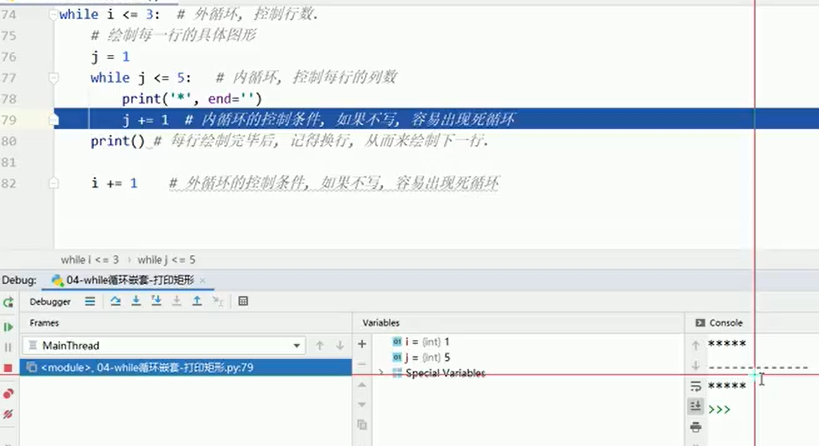 74 while i <= 3:  # 外循环, 控制行数.
75 # 绘制每一行的具体图形
76 j = 1
77 while j <= 5:   # 内循环, 控制每行的列数
78 print('*', end='')
79 j += 1  # 内循环的控制条件, 如果不写, 容易出现死循环
80 print() # 每行绘制完毕后, 记得换行, 从而来绘制下一行.
81
82 i += 1    # 外循环的控制条件, 如果不写, 容易出现死循环
while i <= 3 › while j <= 5
Debug: 04-while循环嵌套-打印矩形 ×
Debugger
Frames
MainThread
<module>, 04-while循环嵌套-打印矩形.py:79
Variables
i = {int} 1
j = {int} 5
Special Variables
Console
*****
--------------
*****
>>>